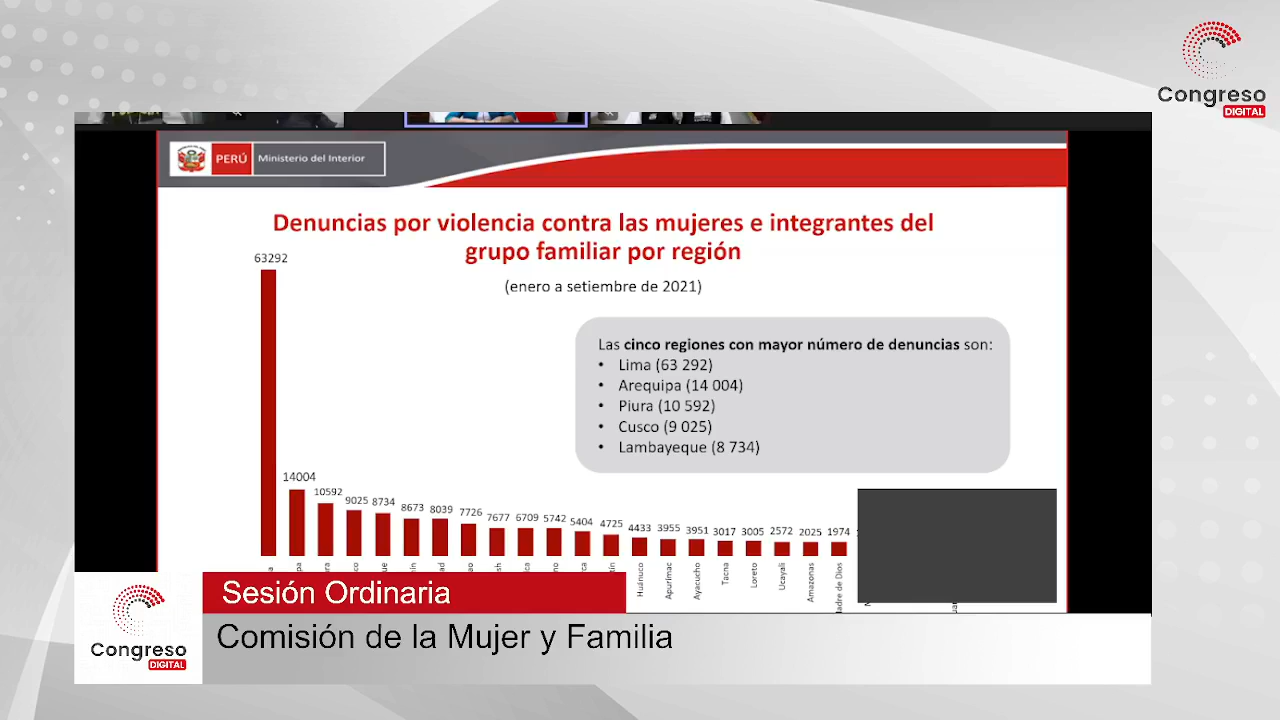 Congreso
DIGITAL
PERÚ
Ministerio del Interior
Denuncias por violencia contra las mujeres e integrantes del
grupo familiar por región
(enero a setiembre de 2021)
Las cinco regiones con mayor número de denuncias son:
• Lima (63 292)
• Arequipa (14 004)
• Piura (10 592)
• Cusco (9 025)
• Lambayeque (8 734)
63292
14004
10592
9025
8734
8673
8039
7726
7677
6709
5742
5404
4725
4433
3955
3951
3017
3005
2572
2025
1974
Huánuco
Apurímac
Ayacucho
Tacna
Loreto
Ucayali
Amazonas
adre de Dios
Sesión Ordinaria
Comisión de la Mujer y Familia
Congreso
DIGITAL